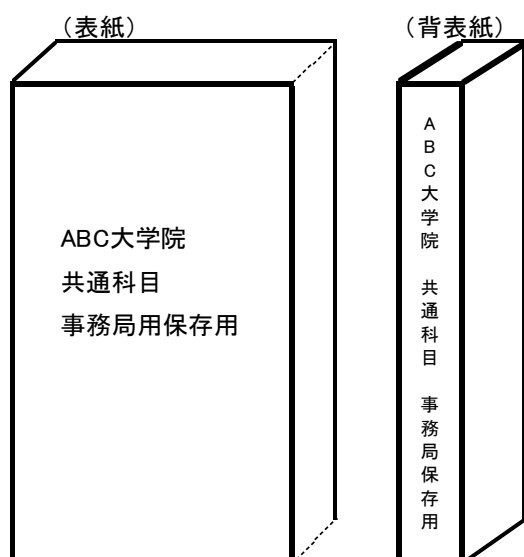 （表紙）
ABC大学院
共通科目
事務局用保存用
（背表紙）
ABC大学院　共通科目　事務局保存用